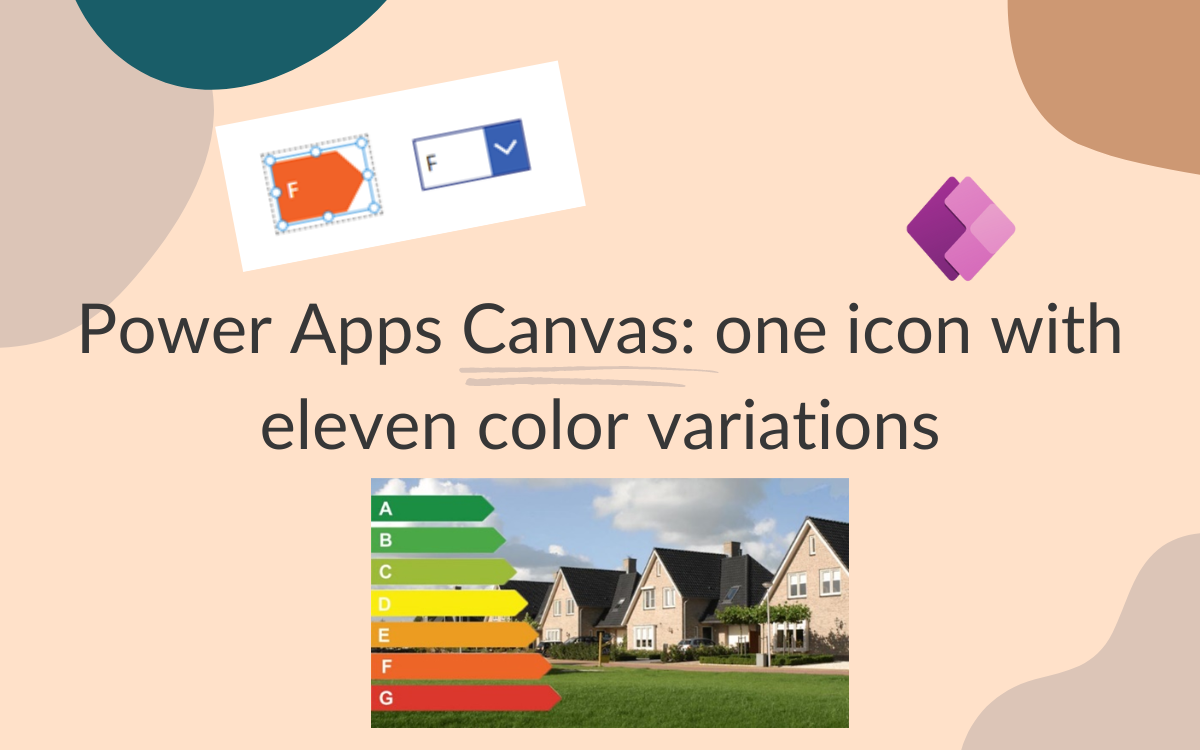 F
F
Power Apps Canvas: one icon with
eleven color variations
A
B
C
D
E
F
G